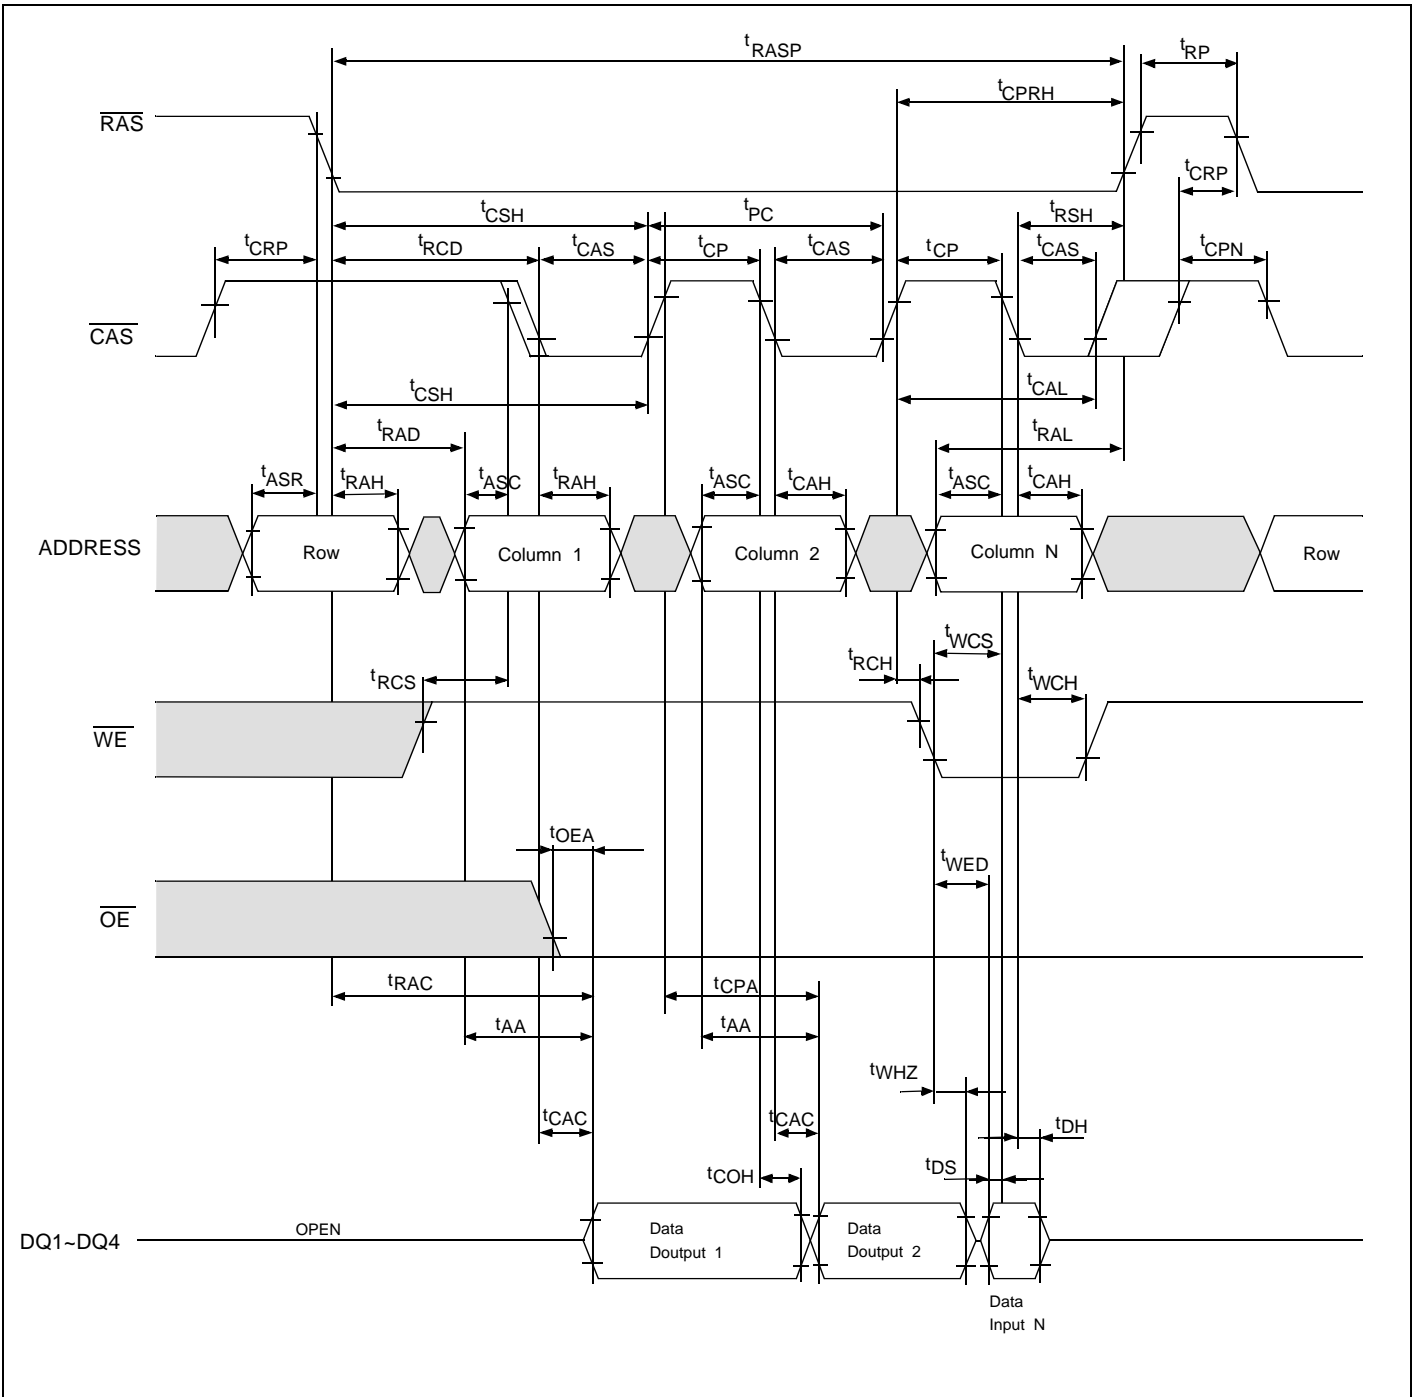 tRASP
tRP
tCPRH
RAS
tCRP
tCSH
tPC
tRSH
tCRP
tRCD
tCAS
tCP
tCAS
tCP
tCAS
tCPN
CAS
tCSH
tCAL
tRAD
tRAL
tASR
tRAH
tASC
tRAH
tASC
tCAH
tASC
tCAH
ADDRESS
Row
Column 1
Column 2
Column N
Row
tWCS
tRCH
tRCS
tWCH
WE
tOEA
tWED
OE
tRAC
tCPA
tAA
tAA
tWHZ
tCAC
tCAC
tDH
tCOH
tDS
DQ1~DQ4
OPEN
Data
Doutput 1
Data
Doutput 2
Data
Input N